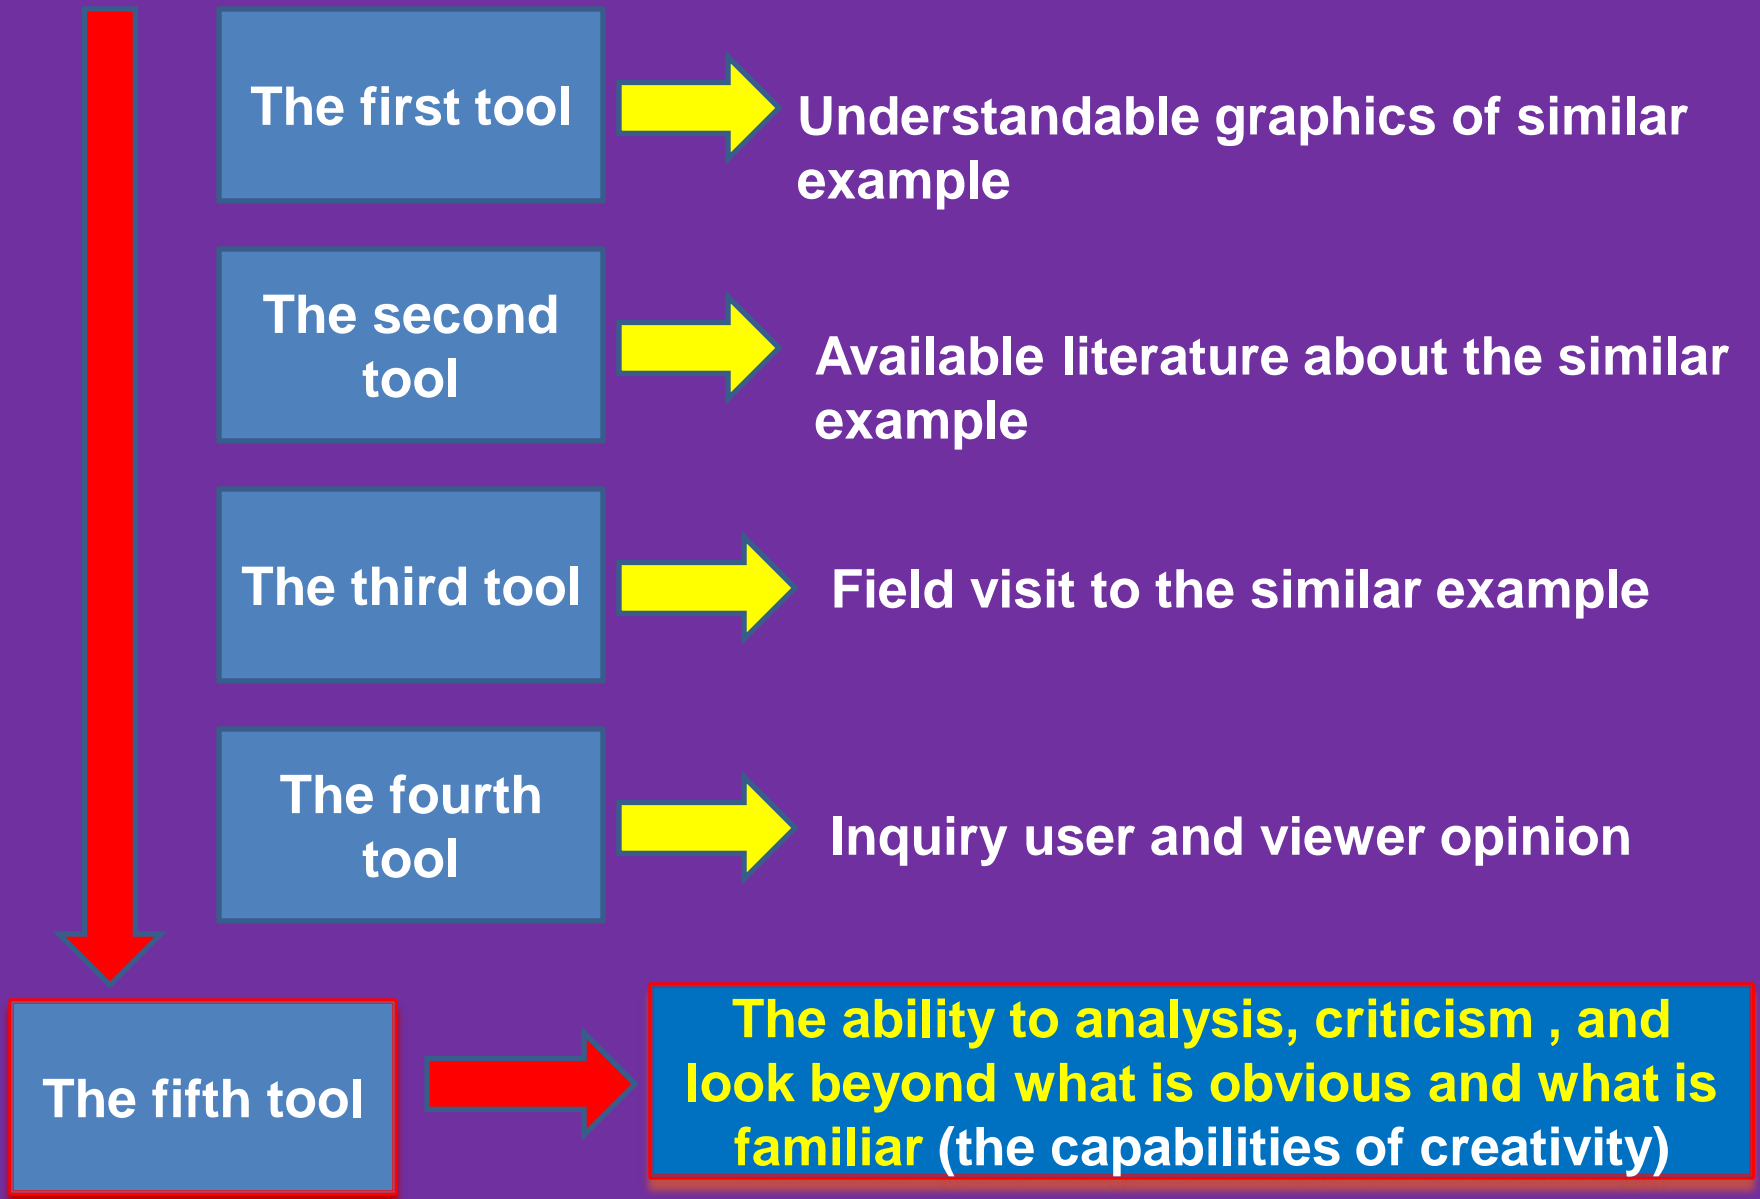 The first tool
Understandable graphics of similar
example
The second
tool
Available literature about the similar
example
The third tool
Field visit to the similar example
The fourth
tool
Inquiry user and viewer opinion
The fifth tool
The ability to analysis, criticism , and
look beyond what is obvious and what is
familiar (the capabilities of creativity)